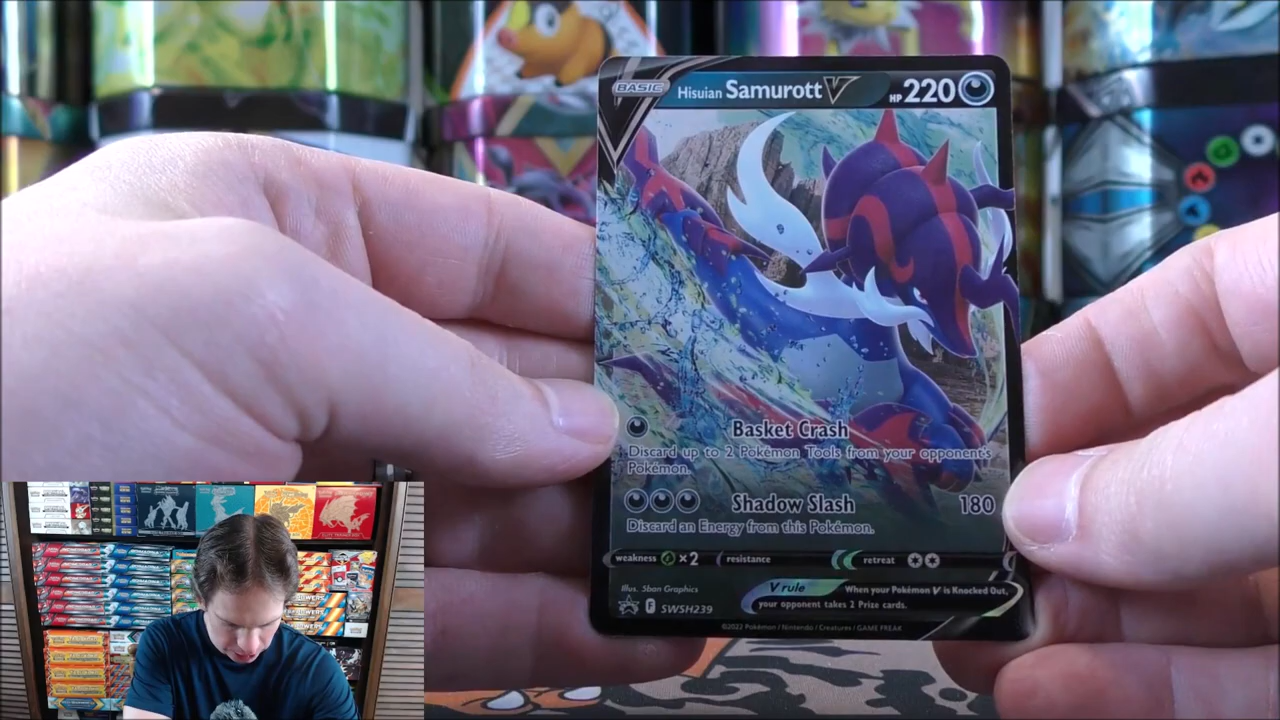 BASIC Hisuian Samurott V HP 220
Basket Crash
Discard up to 2 Pokémon Tools from your opponent's
Pokémon.
Shadow Slash 180
Discard an Energy from this Pokémon.
weakness ×2 resistance retreat
Illus. 5ban Graphics
V rule When your Pokémon V is Knocked Out,
your opponent takes 2 Prize cards.
F SWSH239
©2022 Pokémon / Nintendo / Creatures / GAME FREAK